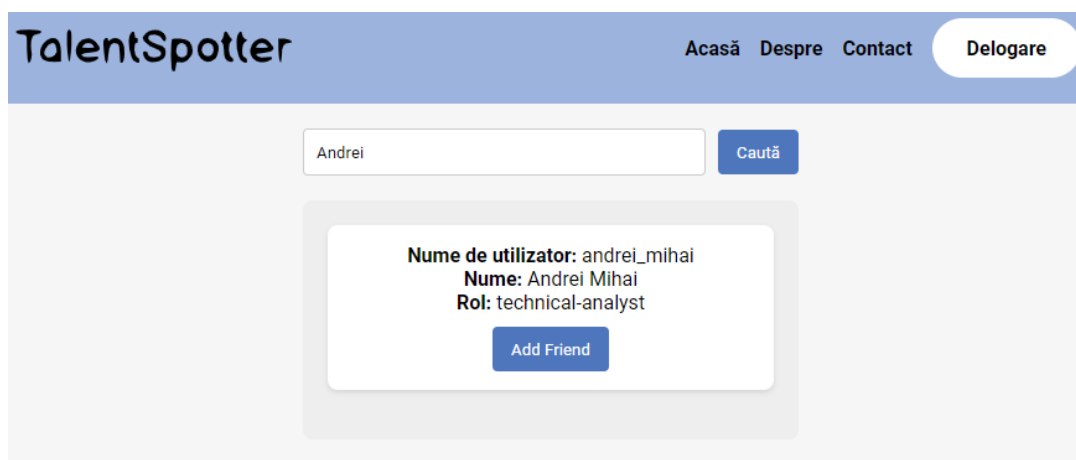 TalentSpotter
Acasă Despre Contact Delogare
Andrei Caută
Nume de utilizator: andrei_mihai
Nume: Andrei Mihai
Rol: technical-analyst
Add Friend